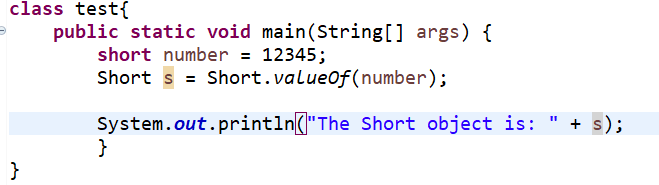 class test{
    public static void main(String[] args) {
        short number = 12345;
        Short s = Short.valueOf(number);

        System.out.println("The Short object is: " + s);
        }
}